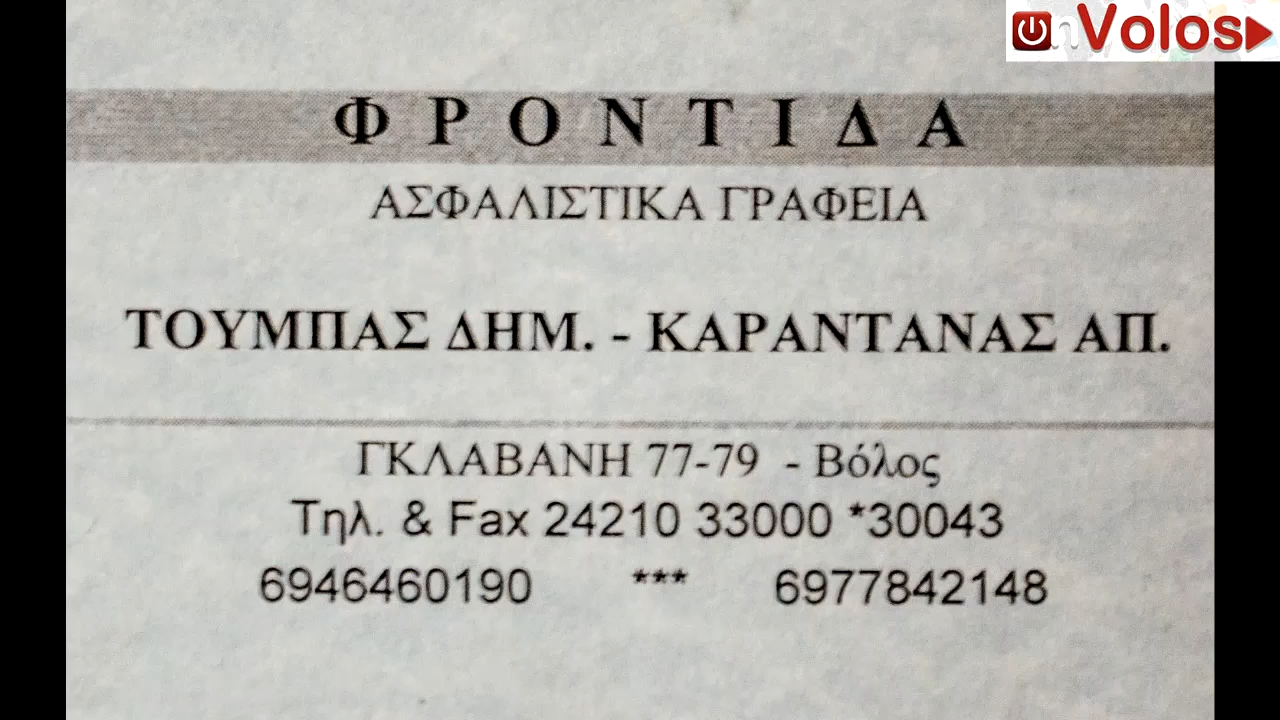 onVolos
Φ Ρ Ο Ν Τ Ι Δ Α
ΑΣΦΑΛΙΣΤΙΚΑ ΓΡΑΦΕΙΑ
ΤΟΥΜΠΑΣ ΔΗΜ. - ΚΑΡΑΝΤΑΝΑΣ ΑΠ.
ΓΚΛΑΒΑΝΗ 77-79 - Βόλος
Τηλ. & Fax 24210 33000 *30043
6946460190 *** 6977842148